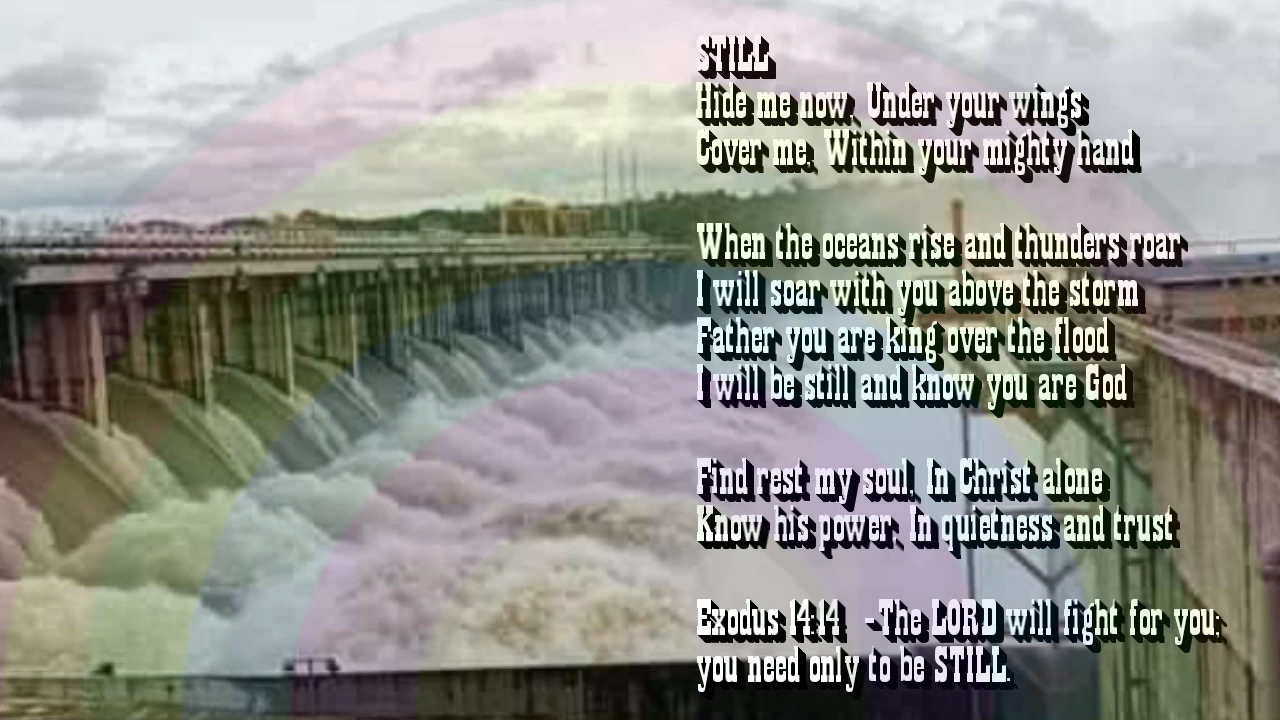 STILL
Hide me now, Under your wings
Cover me, Within your mighty hand
When the oceans rise and thunders roar
I will soar with you above the storm
Father you are king over the flood
I will be still and know you are God
Find rest my soul, In Christ alone
Know his power, In quietness and trust
Exodus 14:14 -The LORD will fight for you;
you need only to be STILL.